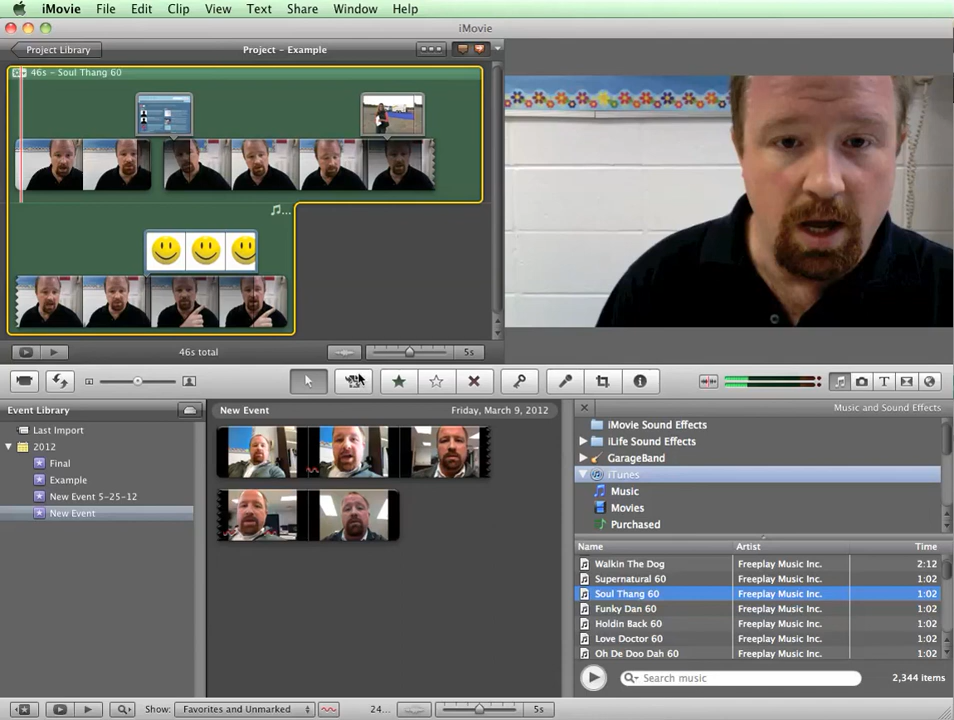 iMovie File Edit Clip View Text Share Window Help
iMovie
Project Library Project - Example
46s - Soul Thang 60
46s total 5s
Event Library New Event Friday, March 9, 2012 Music and Sound Effects
Last Import
2012
Final
Example
New Event 5-25-12
New Event
iMovie Sound Effects
iLife Sound Effects
GarageBand
iTunes
Music
Movies
Purchased
Name Artist Time
Walkin The Dog Freeplay Music Inc. 2:12
Supernatural 60 Freeplay Music Inc. 1:02
Soul Thang 60 Freeplay Music Inc. 1:02
Funky Dan 60 Freeplay Music Inc. 1:02
Holdin Back 60 Freeplay Music Inc. 1:02
Love Doctor 60 Freeplay Music Inc. 1:02
Oh De Doo Dah 60 Freeplay Music Inc. 1:02
Search music 2,344 items
Show: Favorites and Unmarked 24... 5s